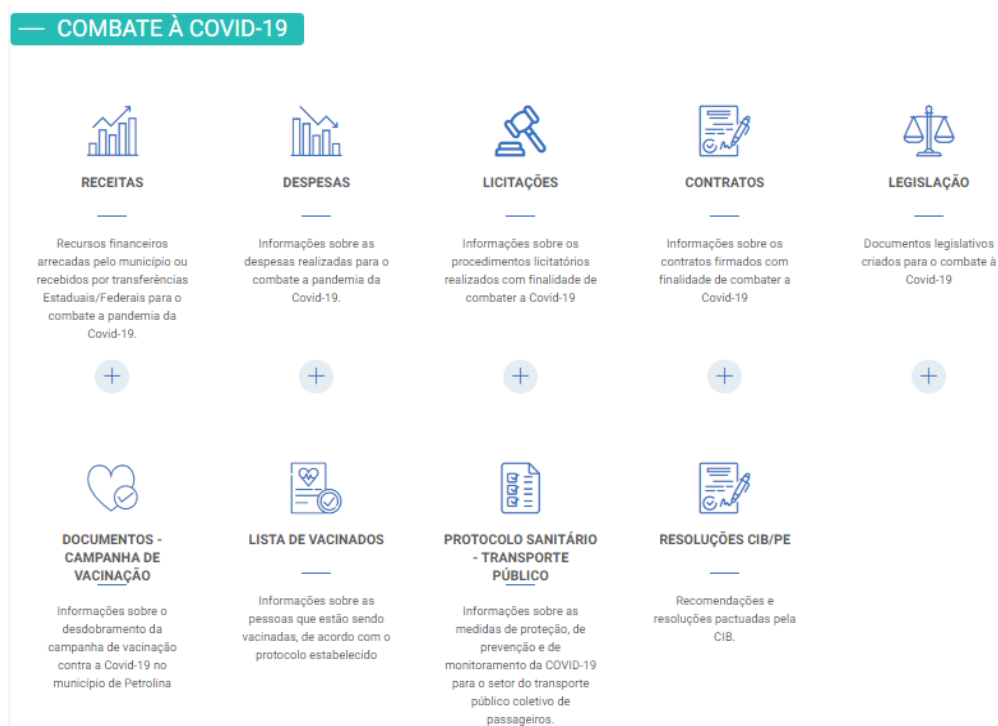 COMBATE À COVID-19
RECEITAS
Recursos financeiros
arrecadas pelo município ou
recebidos por transferências
Estaduais/Federais para o
combate a pandemia da
Covid-19.
DESPESAS
Informações sobre as
despesas realizadas para o
combate a pandemia da
Covid-19.
LICITAÇÕES
Informações sobre os
procedimentos licitatórios
realizados com finalidade de
combater a Covid-19
CONTRATOS
Informações sobre os
contratos firmados com
finalidade de combater a
Covid-19
LEGISLAÇÃO
Documentos legislativos
criados para o combate à
Covid-19
DOCUMENTOS -
CAMPANHA DE
VACINAÇÃO
Informações sobre o
desdobramento da
campanha de vacinação
contra a Covid-19 no
município de Petrolina
LISTA DE VACINADOS
Informações sobre as
pessoas que estão sendo
vacinadas, de acordo com o
protocolo estabelecido
PROTOCOLO SANITÁRIO
- TRANSPORTE
PÚBLICO
Informações sobre as
medidas de proteção, de
prevenção e de
monitoramento da COVID-19
para o setor do transporte
público coletivo de
passageiros.
RESOLUÇÕES CIB/PE
Recomendações e
resoluções pactuadas pela
CIB.